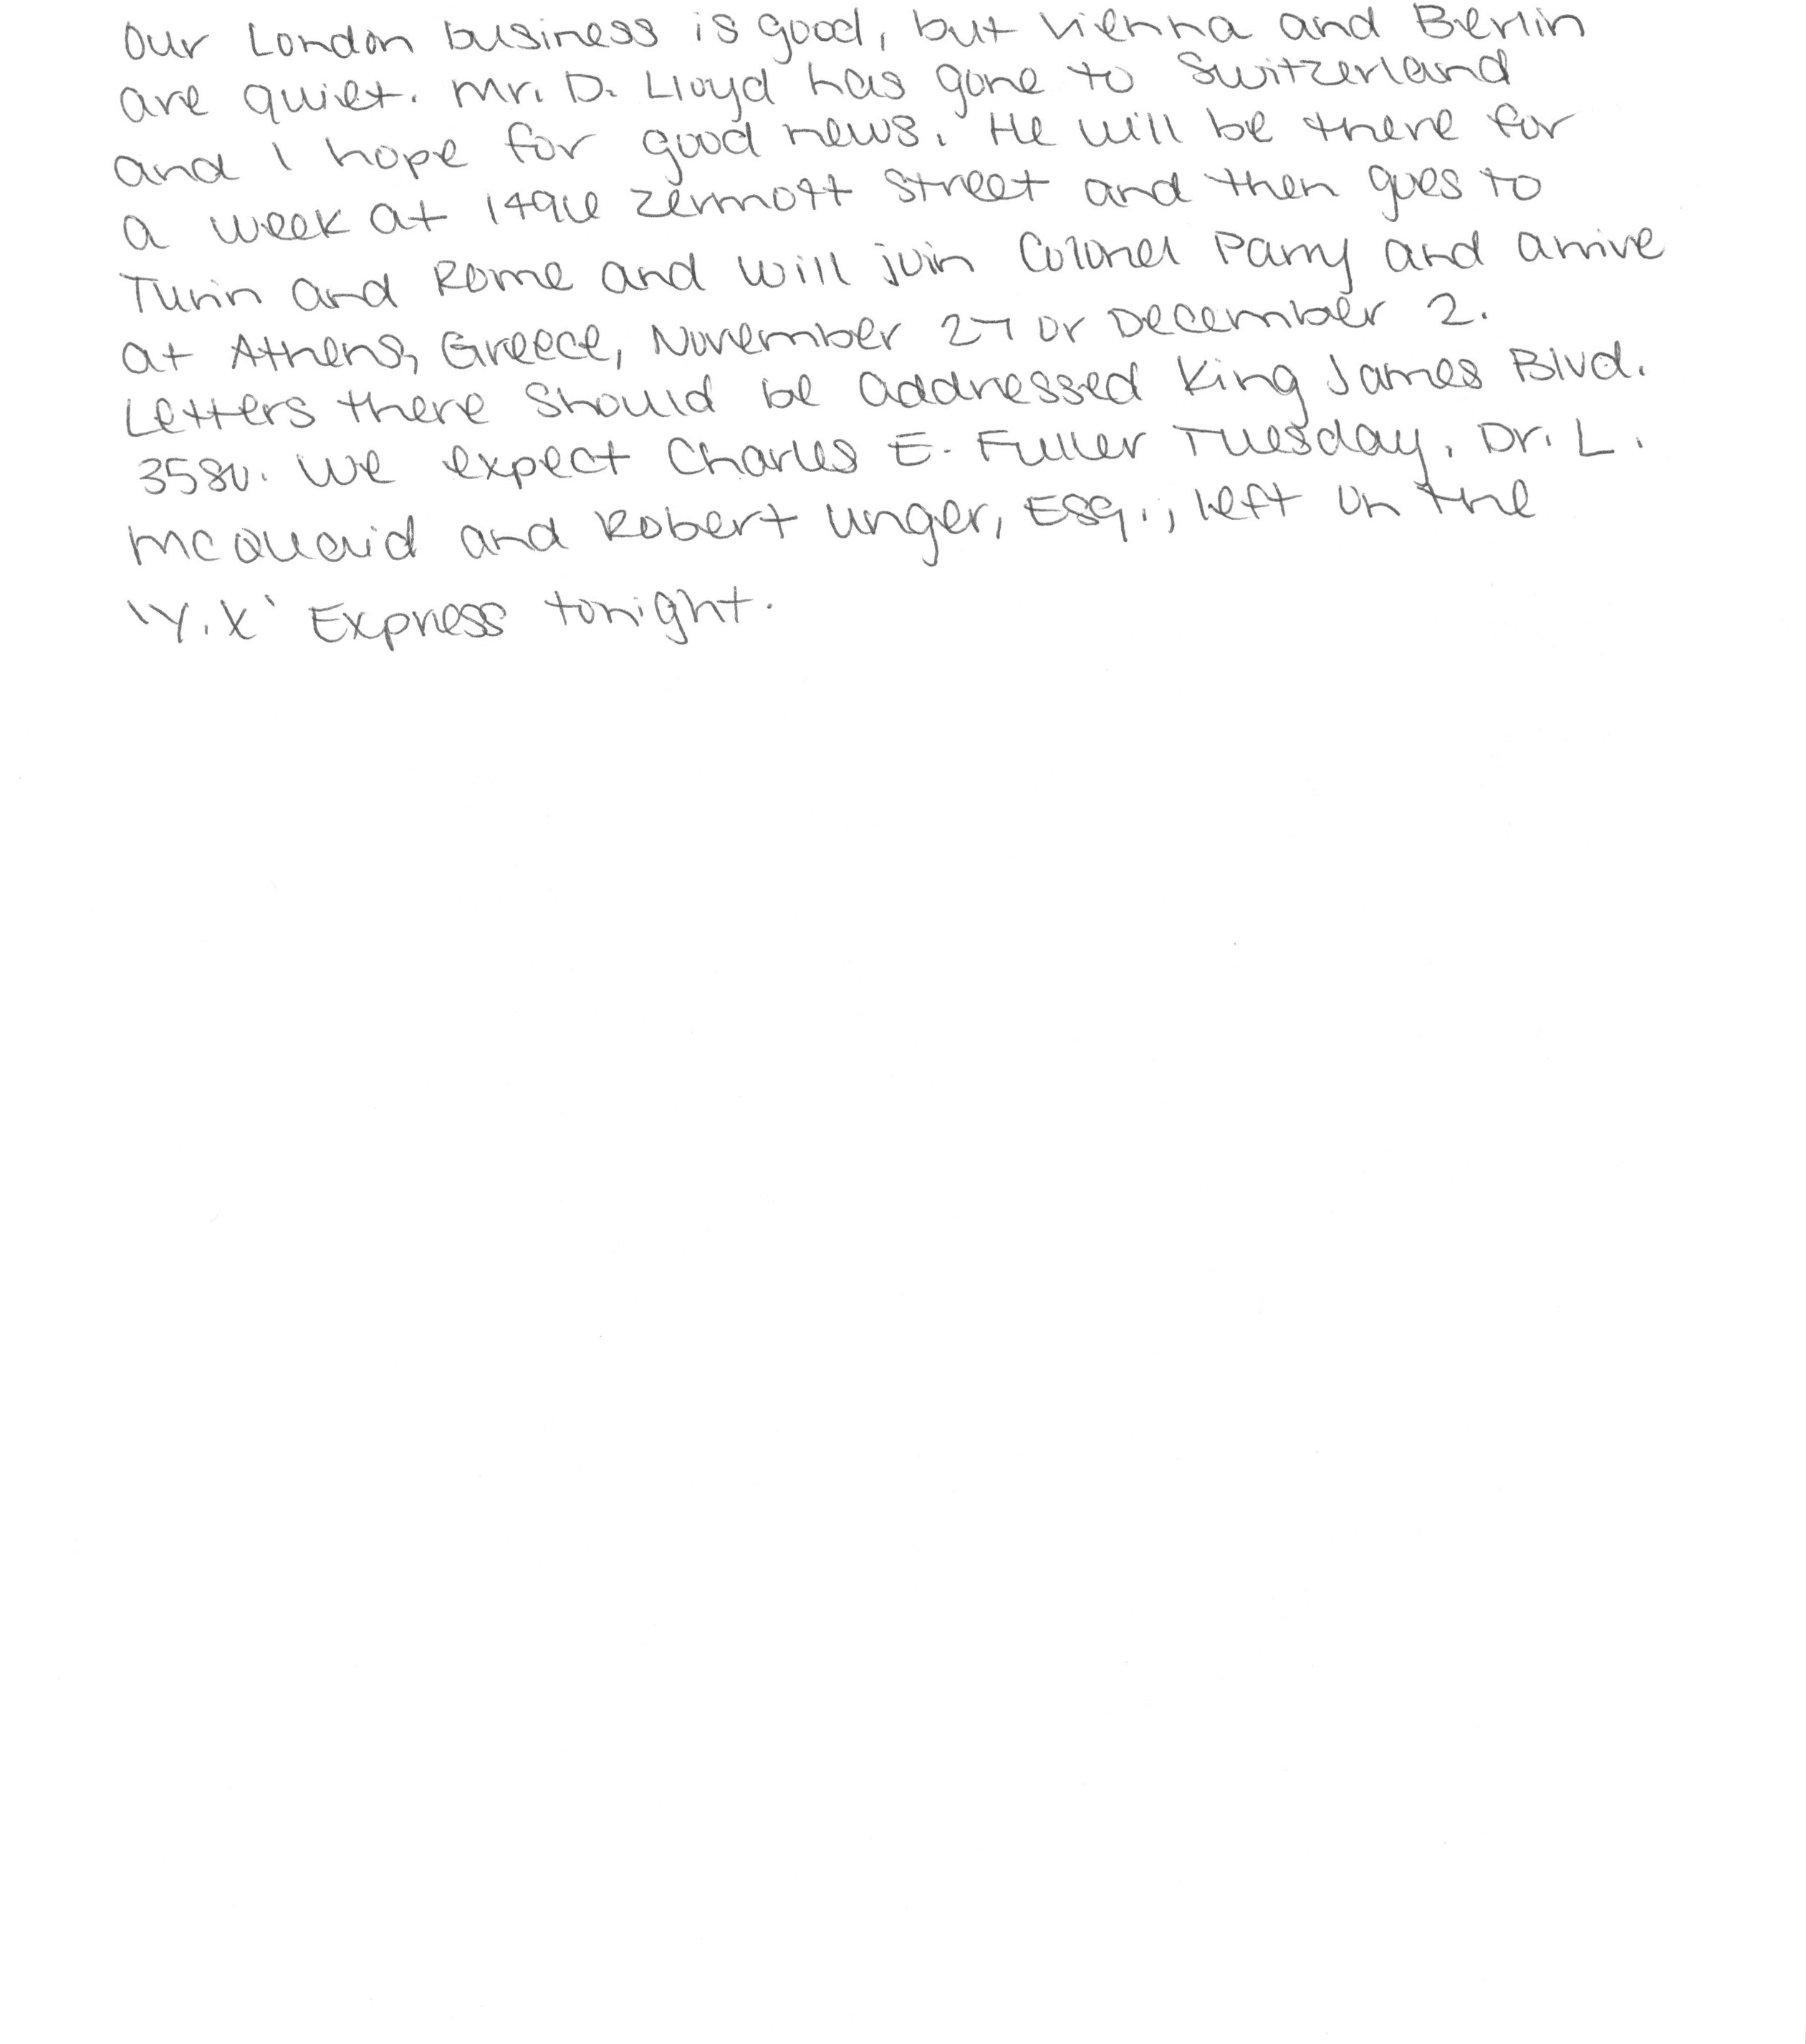 Our London business is good, but Vienna and Berlin
are quiet. Mr. D. Lloyd has gone to Switzerland
and I hope for good news. He will be there for
a week at 1496 Zermott Street and then goes to
Turin and Rome and will join Colonel Parry and arrive
at Athens, Greece, November 27 or December 2.
Letters there should be addressed King James Blvd.
3580. We expect Charles E. Fuller Tuesday. Dr. L.
McQuaid and Robert Unger, Esq., left on the
'Y.X' Express tonight.